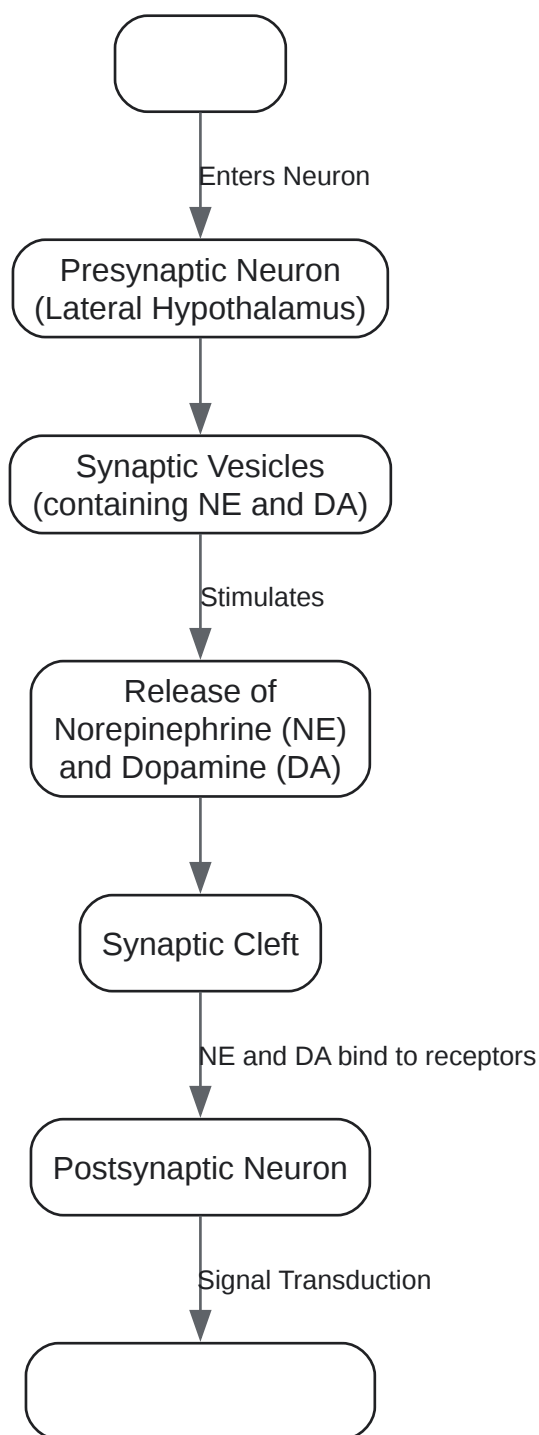 Enters Neuron
Presynaptic Neuron
(Lateral Hypothalamus)
Synaptic Vesicles
(containing NE and DA)
Stimulates
Release of
Norepinephrine (NE)
and Dopamine (DA)
Synaptic Cleft
NE and DA bind to receptors
Postsynaptic Neuron
Signal Transduction